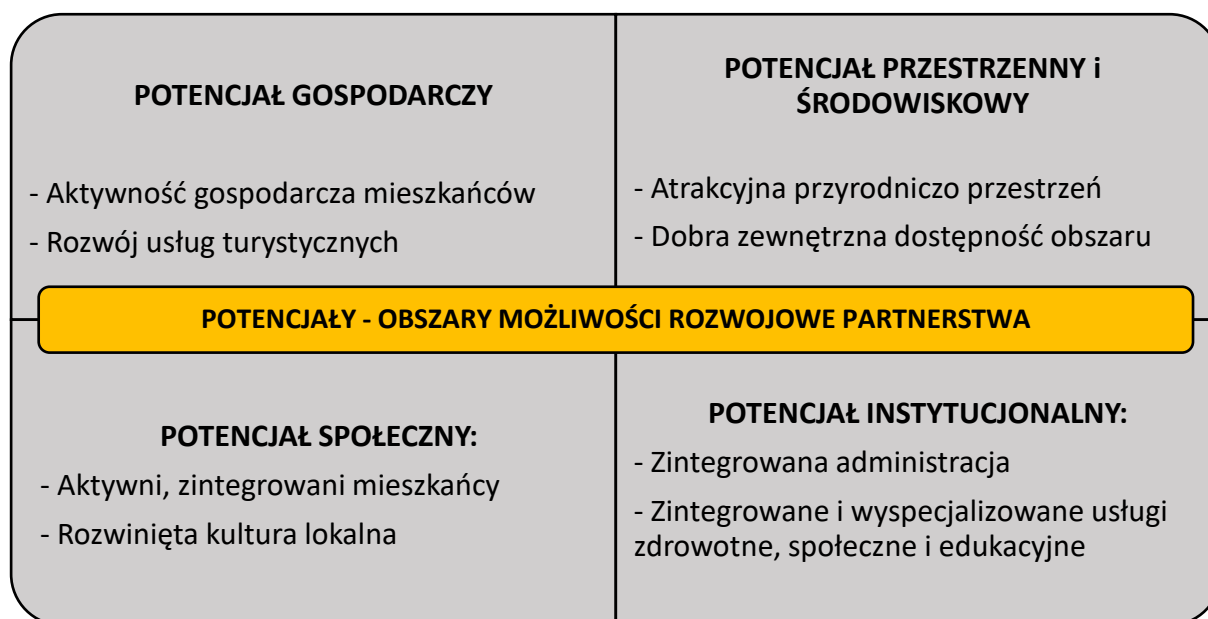 POTENCJAŁ GOSPODARCZY
- Aktywność gospodarcza mieszkańców
- Rozwój usług turystycznych
POTENCJAŁ PRZESTRZENNY i
ŚRODOWISKOWY
- Atrakcyjna przyrodniczo przestrzeń
- Dobra zewnętrzna dostępność obszaru
POTENCJAŁY - OBSZARY MOŻLIWOŚCI ROZWOJOWE PARTNERSTWA
POTENCJAŁ SPOŁECZNY:
- Aktywni, zintegrowani mieszkańcy
- Rozwinięta kultura lokalna
POTENCJAŁ INSTYTUCJONALNY:
- Zintegrowana administracja
- Zintegrowane i wyspecjalizowane usługi
zdrowotne, społeczne i edukacyjne